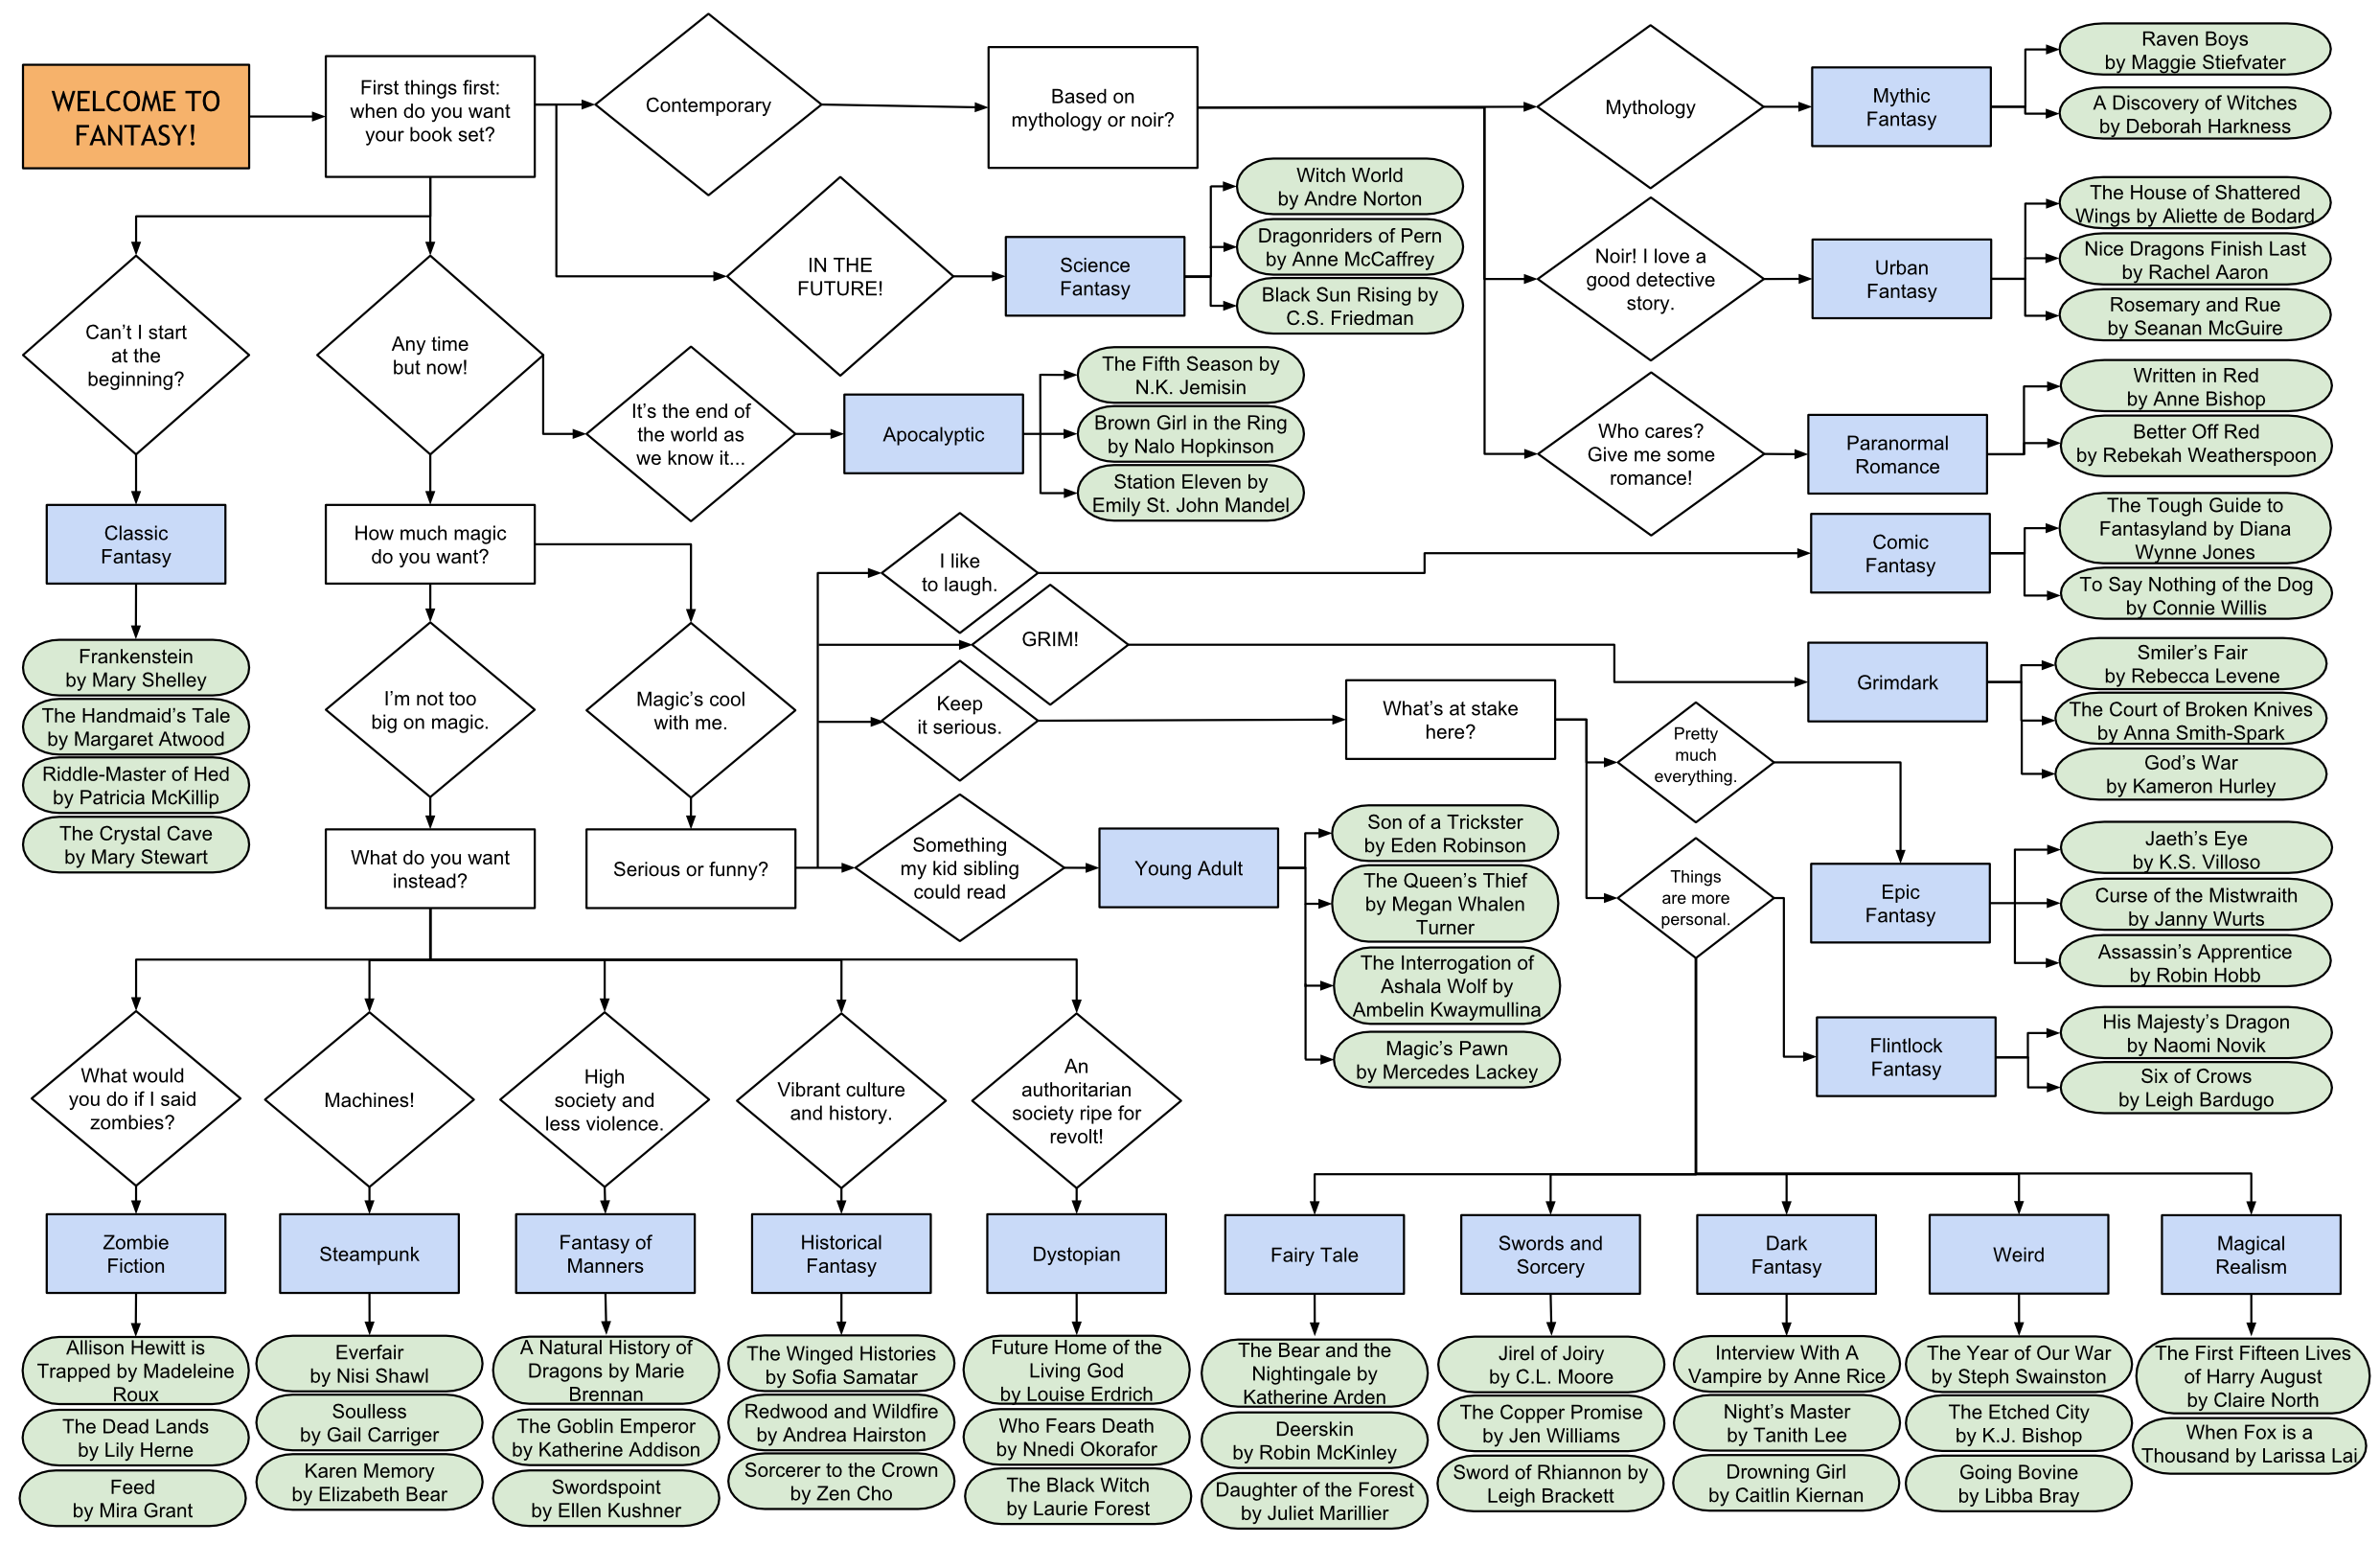 WELCOME TO
FANTASY!
First things first:
when do you want
your book set?
Contemporary
Based on
mythology or noir?
Mythology
Mythic
Fantasy
Raven Boys
by Maggie Stiefvater
A Discovery of Witches
by Deborah Harkness
IN THE
FUTURE!
Science
Fantasy
Witch World
by Andre Norton
Dragonriders of Pern
by Anne McCaffrey
Black Sun Rising by
C.S. Friedman
Noir! I love a
good detective
story.
Urban
Fantasy
The House of Shattered
Wings by Aliette de Bodard
Nice Dragons Finish Last
by Rachel Aaron
Rosemary and Rue
by Seanan McGuire
Can't I start
at the
beginning?
Any time
but now!
It's the end of
the world as
we know it...
Apocalyptic
The Fifth Season by
N.K. Jemisin
Brown Girl in the Ring
by Nalo Hopkinson
Station Eleven by
Emily St. John Mandel
Who cares?
Give me some
romance!
Paranormal
Romance
Written in Red
by Anne Bishop
Better Off Red
by Rebekah Weatherspoon
Classic
Fantasy
How much magic
do you want?
I like
to laugh.
Comic
Fantasy
The Tough Guide to
Fantasyland by Diana
Wynne Jones
To Say Nothing of the Dog
by Connie Willis
Frankenstein
by Mary Shelley
The Handmaid's Tale
by Margaret Atwood
Riddle-Master of Hed
by Patricia McKillip
The Crystal Cave
by Mary Stewart
I'm not too
big on magic.
Magic's cool
with me.
GRIM!
Grimdark
Smiler's Fair
by Rebecca Levene
The Court of Broken Knives
by Anna Smith-Spark
God's War
by Kameron Hurley
Keep
it serious.
What's at stake
here?
Pretty
much
everything.
What do you want
instead?
Serious or funny?
Something
my kid sibling
could read
Young Adult
Son of a Trickster
by Eden Robinson
The Queen's Thief
by Megan Whalen
Turner
The Interrogation of
Ashala Wolf by
Ambelin Kwaymullina
Magic's Pawn
by Mercedes Lackey
Things
are more
personal.
Epic
Fantasy
Jaeth's Eye
by K.S. Villoso
Curse of the Mistwraith
by Janny Wurts
Assassin's Apprentice
by Robin Hobb
Flintlock
Fantasy
His Majesty's Dragon
by Naomi Novik
Six of Crows
by Leigh Bardugo
What would
you do if I said
zombies?
Machines!
High
society and
less violence.
Vibrant culture
and history.
An
authoritarian
society ripe for
revolt!
Zombie
Fiction
Steampunk
Fantasy of
Manners
Historical
Fantasy
Dystopian
Fairy Tale
Swords and
Sorcery
Dark
Fantasy
Weird
Magical
Realism
Allison Hewitt is
Trapped by Madeleine
Roux
The Dead Lands
by Lily Herne
Feed
by Mira Grant
Everfair
by Nisi Shawl
Soulless
by Gail Carriger
Karen Memory
by Elizabeth Bear
A Natural History of
Dragons by Marie
Brennan
The Goblin Emperor
by Katherine Addison
Swordspoint
by Ellen Kushner
The Winged Histories
by Sofia Samatar
Redwood and Wildfire
by Andrea Hairston
Sorcerer to the Crown
by Zen Cho
Future Home of the
Living God
by Louise Erdrich
Who Fears Death
by Nnedi Okorafor
The Black Witch
by Laurie Forest
The Bear and the
Nightingale by
Katherine Arden
Deerskin
by Robin McKinley
Daughter of the Forest
by Juliet Marillier
Jirel of Joiry
by C.L. Moore
The Copper Promise
by Jen Williams
Sword of Rhiannon by
Leigh Brackett
Interview With A
Vampire by Anne Rice
Night's Master
by Tanith Lee
Drowning Girl
by Caitlin Kiernan
The Year of Our War
by Steph Swainston
The Etched City
by K.J. Bishop
Going Bovine
by Libba Bray
The First Fifteen Lives
of Harry August
by Claire North
When Fox is a
Thousand by Larissa Lai